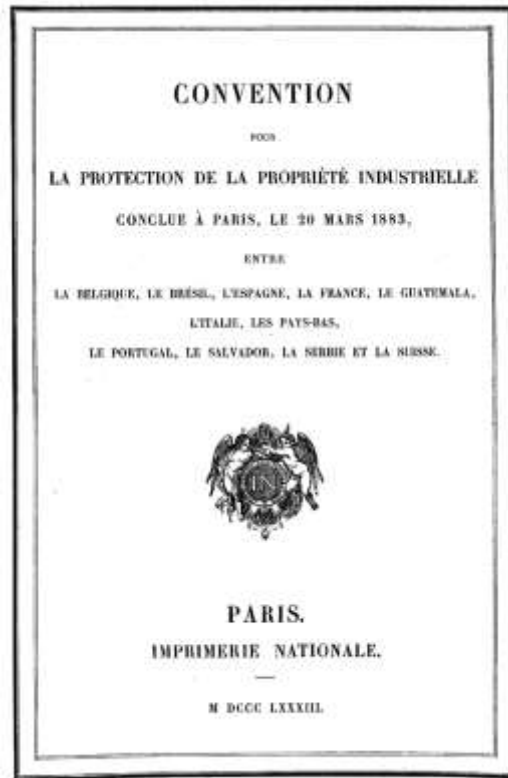 CONVENTION
POUR
LA PROTECTION DE LA PROPRIÉTÉ INDUSTRIELLE
CONCLUE À PARIS, LE 20 MARS 1883,
ENTRE
LA BELGIQUE, LE BRÉSIL, L'ESPAGNE, LA FRANCE, LE GUATEMALA,
L'ITALIE, LES PAYS-BAS,
LE PORTUGAL, LE SALVADOR, LA SERBIE ET LA SUISSE.
IN
PARIS.
IMPRIMERIE NATIONALE.
M DCCC LXXXIII.